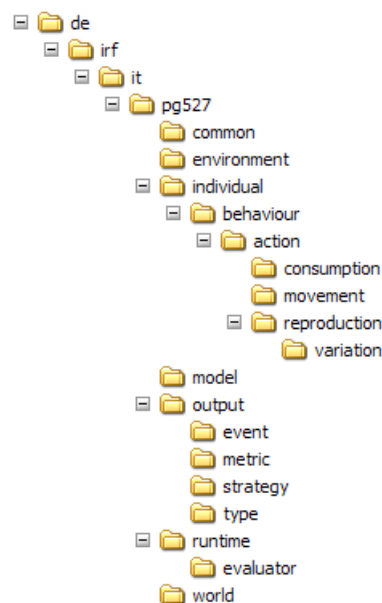 de
irf
it
pg527
common
environment
individual
behaviour
action
consumption
movement
reproduction
variation
model
output
event
metric
strategy
type
runtime
evaluator
world